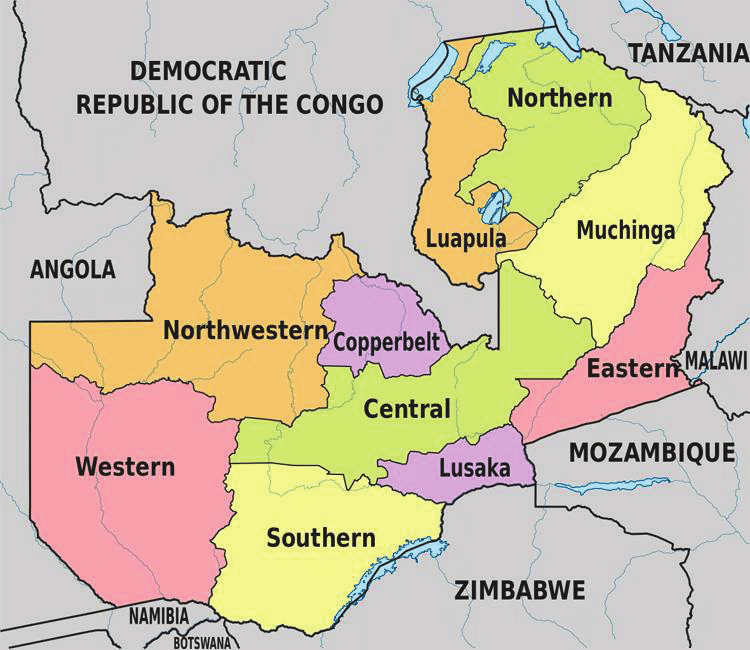 TANZANIA
DEMOCRATIC
REPUBLIC OF THE CONGO
Northern
Luapula
Muchinga
ANGOLA
Northwestern
Copperbelt
Eastern
MALAWI
Central
Western
Lusaka
MOZAMBIQUE
Southern
ZIMBABWE
NAMIBIA
BOTSWANA